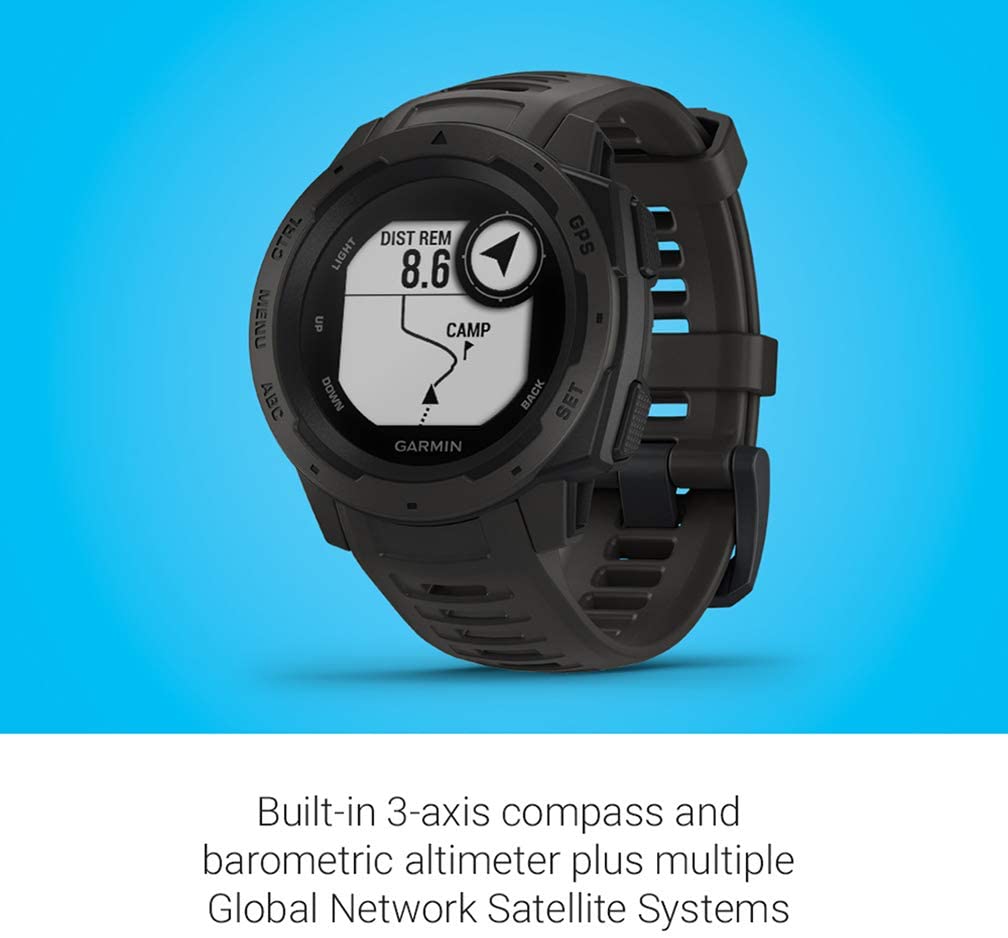 CTRL
LIGHT
DIST REM
8.6
GPS
MENU
UP
CAMP
ABC
DOWN
BACK
SET
GARMIN
Built-in 3-axis compass and
barometric altimeter plus multiple
Global Network Satellite Systems